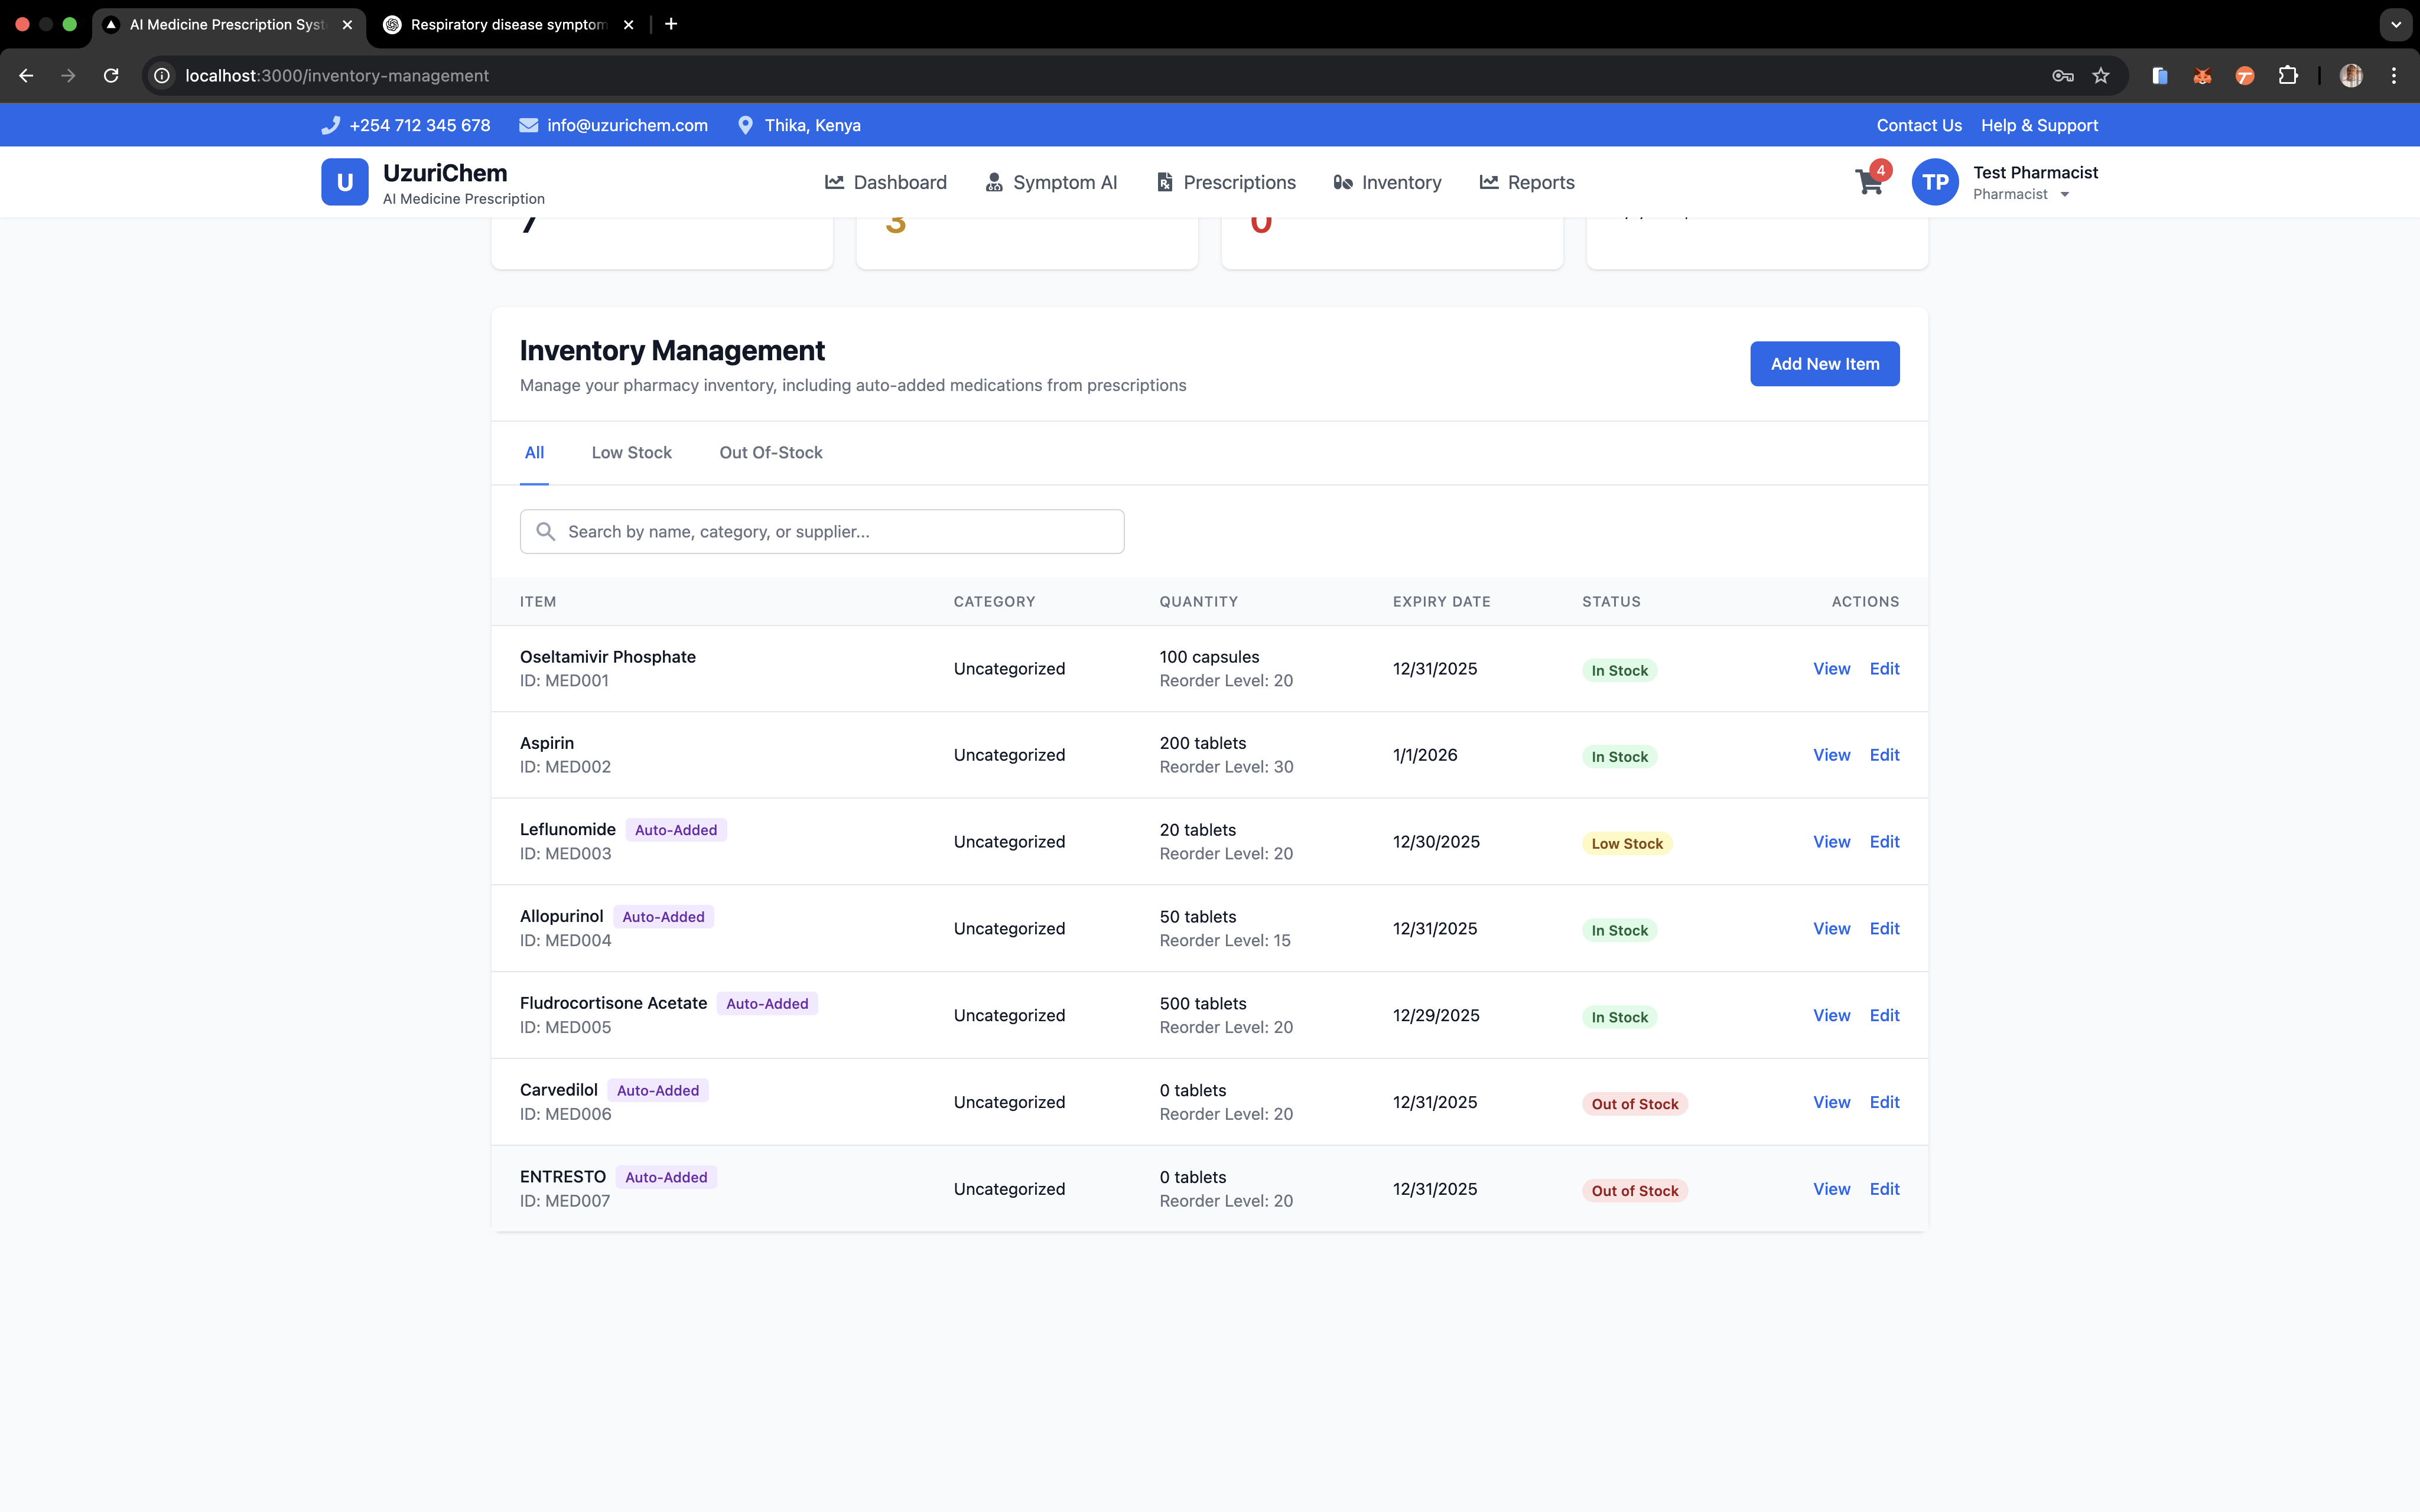 AI Medicine Prescription Syst
Respiratory disease symptom
localhost:3000/inventory-management
+254 712 345 678
info@uzurichem.com
Thika, Kenya
Contact Us
Help & Support
U
UzuriChem
AI Medicine Prescription
Dashboard
Symptom AI
Prescriptions
Inventory
Reports
4
TP
Test Pharmacist
Pharmacist
7
3
0
Inventory Management
Manage your pharmacy inventory, including auto-added medications from prescriptions
Add New Item
All
Low Stock
Out Of-Stock
Search by name, category, or supplier...
ITEM CATEGORY QUANTITY EXPIRY DATE STATUS ACTIONS
Oseltamivir Phosphate
ID: MED001
Uncategorized
100 capsules
Reorder Level: 20
12/31/2025
In Stock
View Edit
Aspirin
ID: MED002
Uncategorized
200 tablets
Reorder Level: 30
1/1/2026
In Stock
View Edit
Leflunomide Auto-Added
ID: MED003
Uncategorized
20 tablets
Reorder Level: 20
12/30/2025
Low Stock
View Edit
Allopurinol Auto-Added
ID: MED004
Uncategorized
50 tablets
Reorder Level: 15
12/31/2025
In Stock
View Edit
Fludrocortisone Acetate Auto-Added
ID: MED005
Uncategorized
500 tablets
Reorder Level: 20
12/29/2025
In Stock
View Edit
Carvedilol Auto-Added
ID: MED006
Uncategorized
0 tablets
Reorder Level: 20
12/31/2025
Out of Stock
View Edit
ENTRESTO Auto-Added
ID: MED007
Uncategorized
0 tablets
Reorder Level: 20
12/31/2025
Out of Stock
View Edit